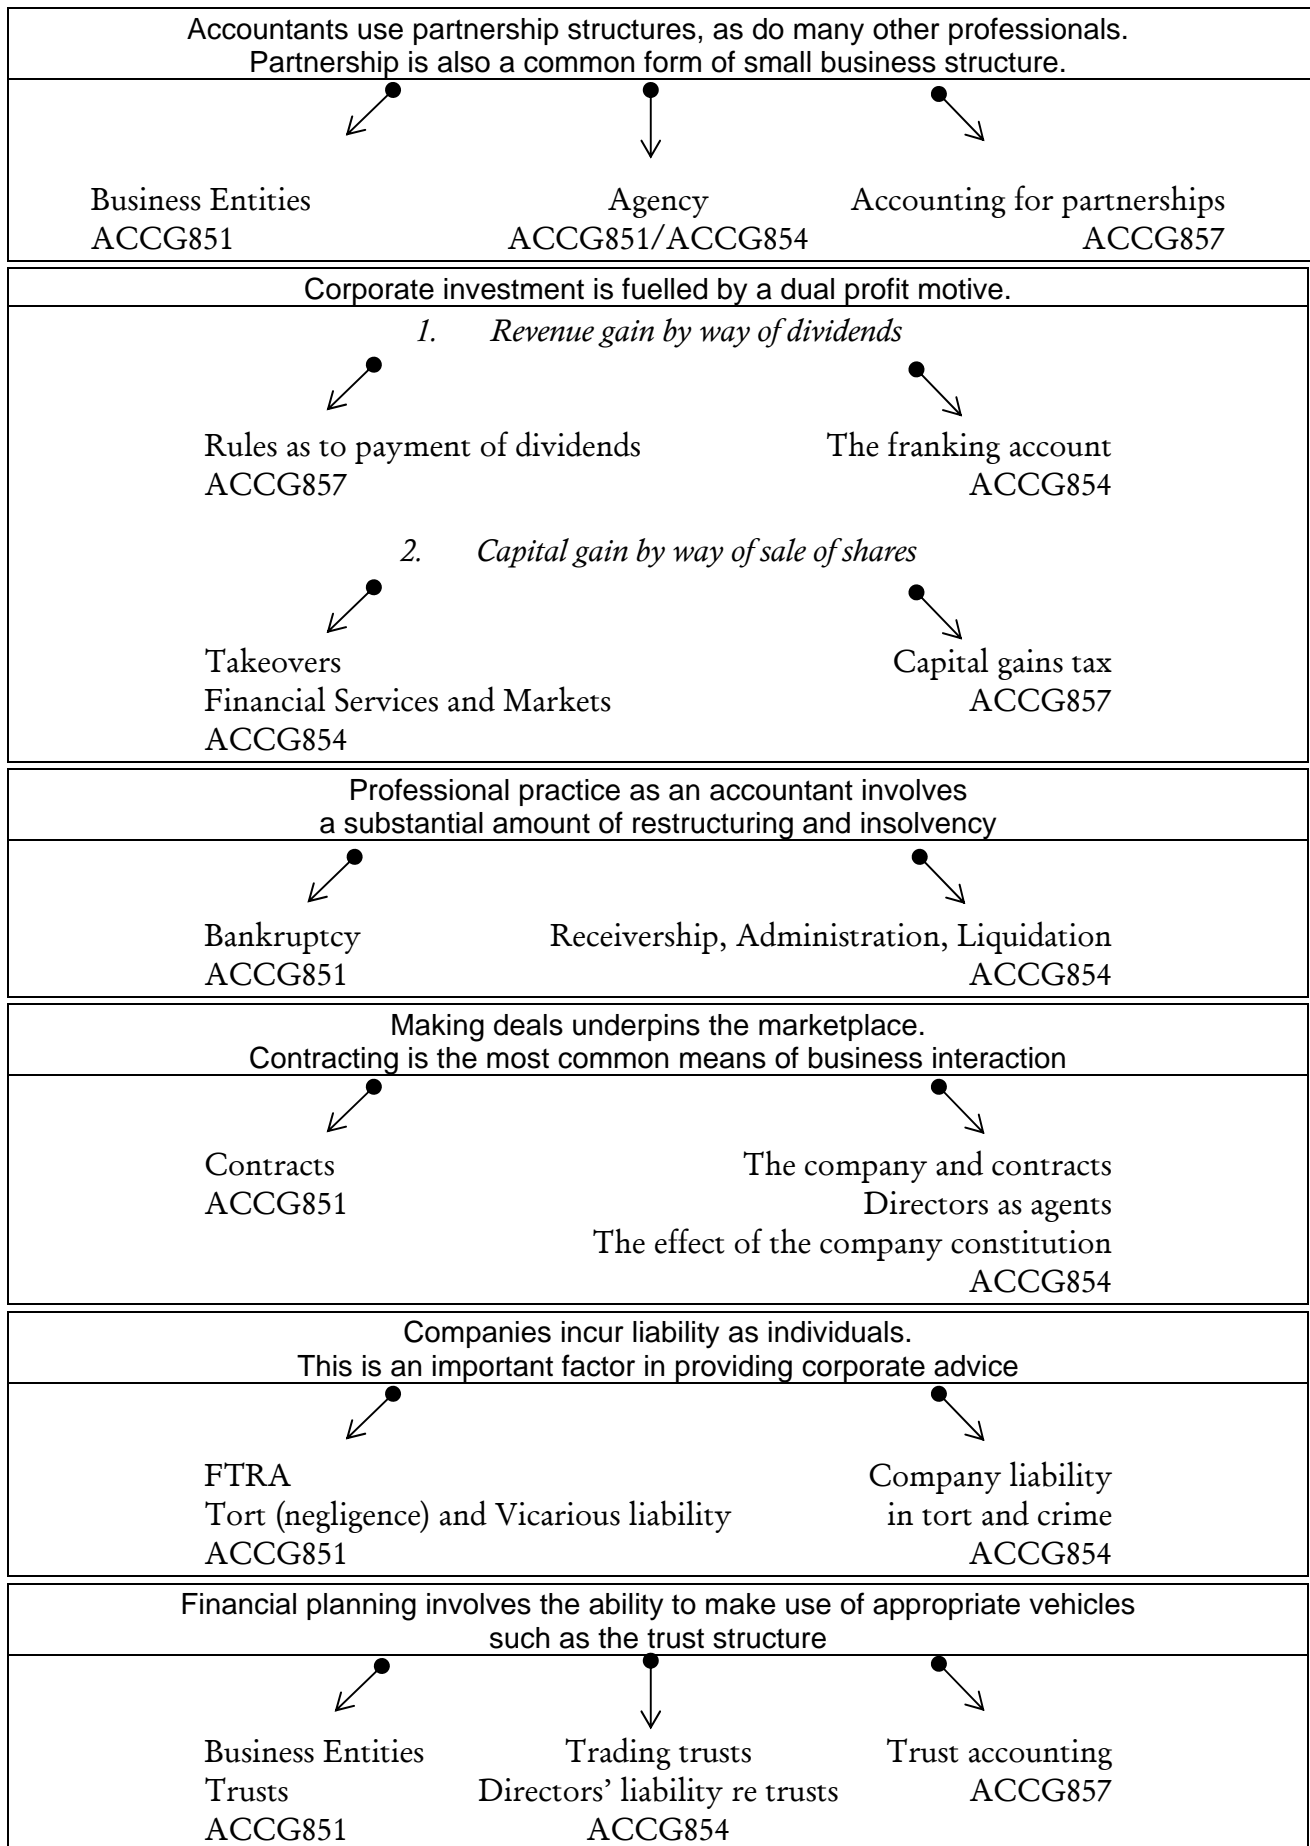 Accountants use partnership structures, as do many other professionals.
Partnership is also a common form of small business structure.
Business Entities
ACCG851
Agency
ACCG851/ACCG854
Accounting for partnerships
ACCG857
Corporate investment is fuelled by a dual profit motive.
1. Revenue gain by way of dividends
Rules as to payment of dividends
ACCG857
The franking account
ACCG854
2. Capital gain by way of sale of shares
Takeovers
Financial Services and Markets
ACCG854
Capital gains tax
ACCG857
Professional practice as an accountant involves
a substantial amount of restructuring and insolvency
Bankruptcy
ACCG851
Receivership, Administration, Liquidation
ACCG854
Making deals underpins the marketplace.
Contracting is the most common means of business interaction
Contracts
ACCG851
The company and contracts
Directors as agents
The effect of the company constitution
ACCG854
Companies incur liability as individuals.
This is an important factor in providing corporate advice
FTRA
Tort (negligence) and Vicarious liability
ACCG851
Company liability
in tort and crime
ACCG854
Financial planning involves the ability to make use of appropriate vehicles
such as the trust structure
Business Entities
Trusts
ACCG851
Trading trusts
Directors’ liability re trusts
ACCG854
Trust accounting
ACCG857